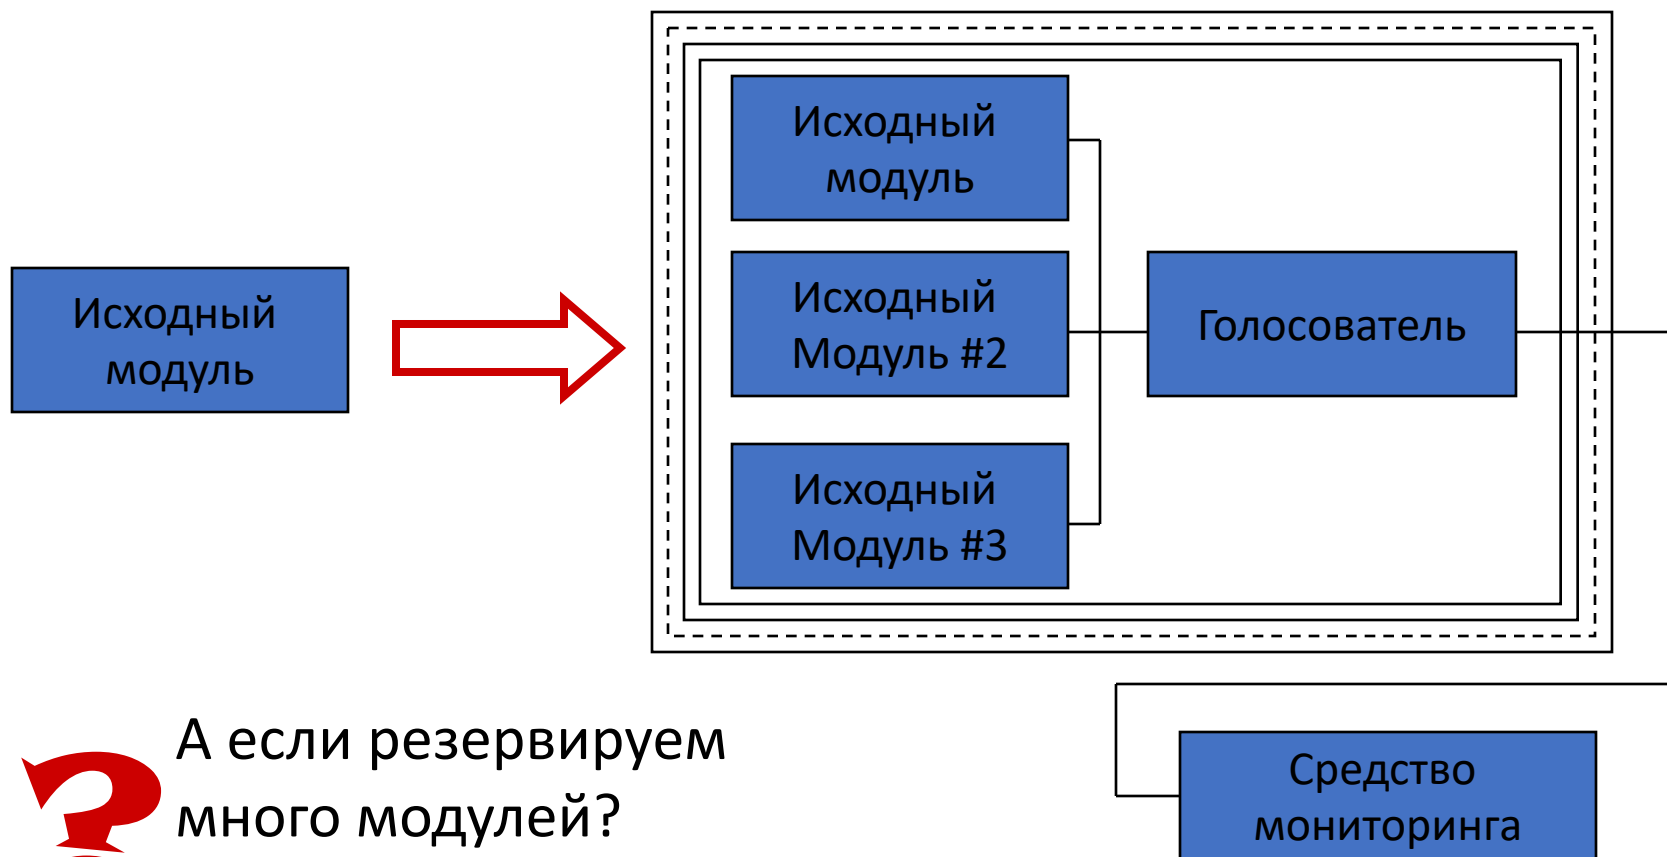 Исходный
модуль
Исходный
модуль
Исходный
Модуль #2
Исходный
Модуль #3
Голосователь
А если резервируем
много модулей?
Средство
мониторинга